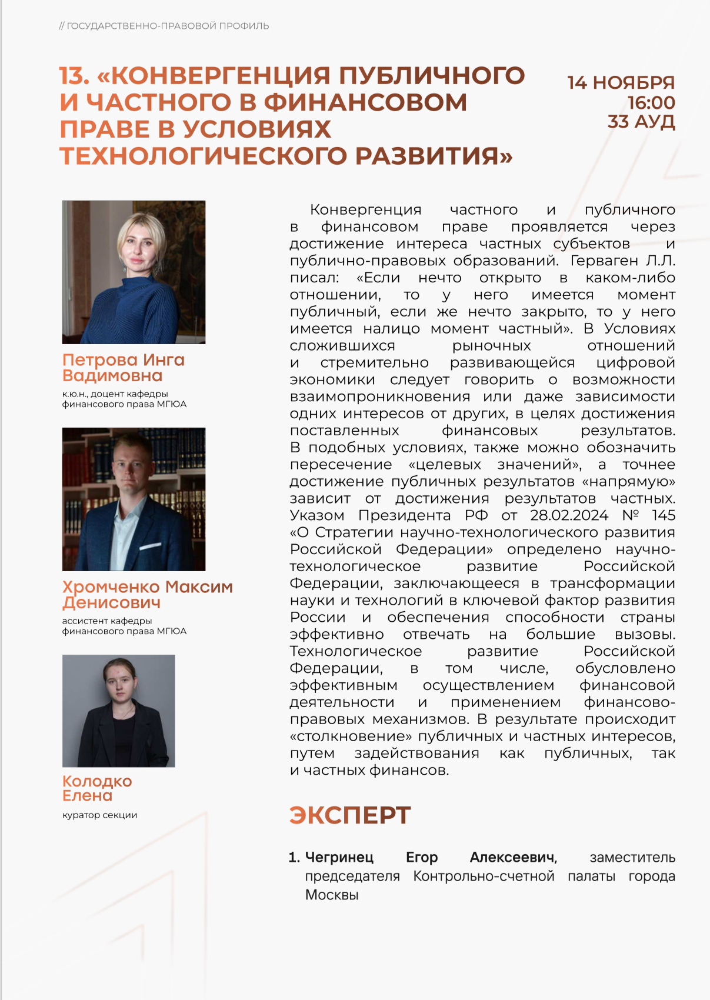 // ГОСУДАРСТВЕННО-ПРАВОВОЙ ПРОФИЛЬ
13. «КОНВЕРГЕНЦИЯ ПУБЛИЧНОГО
И ЧАСТНОГО В ФИНАНСОВОМ
ПРАВЕ В УСЛОВИЯХ
ТЕХНОЛОГИЧЕСКОГО РАЗВИТИЯ»
14 НОЯБРЯ
16:00
33 АУД
Петрова Инга
Вадимовна
к.ю.н., доцент кафедры
финансового права МГЮА
Хромченко Максим
Денисович
ассистент кафедры
финансового права МГЮА
Колодко
Елена
куратор секции
Конвергенция частного и публичного
в финансовом праве проявляется через
достижение интереса частных субъектов и
публично-правовых образований. Герваген Л.Л.
писал: «Если нечто открыто в каком-либо
отношении, то у него имеется момент
публичный, если же нечто закрыто, то у него
имеется налицо момент частный». В Условиях
сложившихся рыночных отношений
и стремительно развивающейся цифровой
экономики следует говорить о возможности
взаимопроникновения или даже зависимости
одних интересов от других, в целях достижения
поставленных финансовых результатов.
В подобных условиях, также можно обозначить
пересечение «целевых значений», а точнее
достижение публичных результатов «напрямую»
зависит от достижения результатов частных.
Указом Президента РФ от 28.02.2024 № 145
«О Стратегии научно-технологического развития
Российской Федерации» определено научно-
технологическое развитие Российской
Федерации, заключающееся в трансформации
науки и технологий в ключевой фактор развития
России и обеспечения способности страны
эффективно отвечать на большие вызовы.
Технологическое развитие Российской
Федерации, в том числе, обусловлено
эффективным осуществлением финансовой
деятельности и применением финансово-
правовых механизмов. В результате происходит
«столкновение» публичных и частных интересов,
путем задействования как публичных, так
и частных финансов.
ЭКСПЕРТ
1. Чегринец Егор Алексеевич, заместитель
председателя Контрольно-счетной палаты города
Москвы